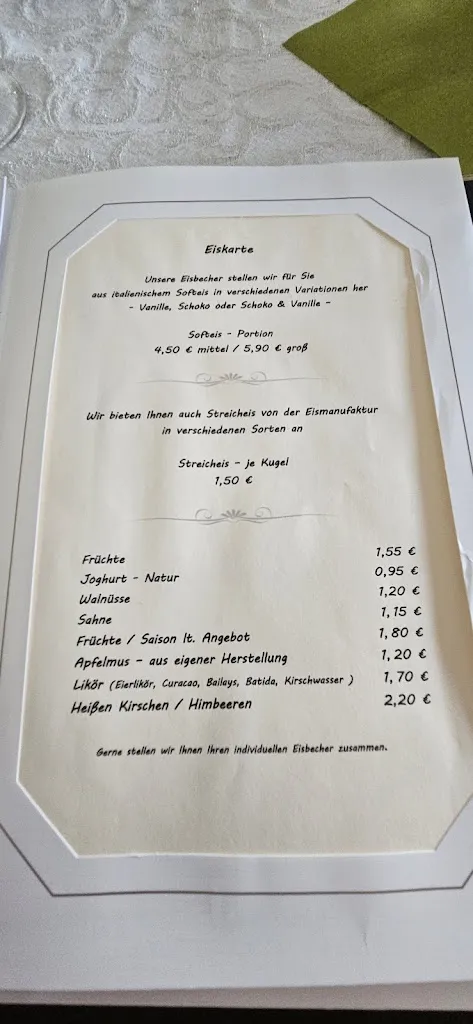 Eiskarte
Unsere Eisbecher stellen wir für Sie
aus italienischem Softeis in verschiedenen Variationen her
- Vanille, Schoko oder Schoko & Vanille -
Softeis - Portion
4,50 € mittel / 5,90 € groß
Wir bieten Ihnen auch Streicheis von der Eismanufaktur
in verschiedenen Sorten an
Streicheis - je Kugel
1,50 €
Früchte 1,55 €
Joghurt - Natur 0,95 €
Walnüsse 1,20 €
Sahne 1,15 €
Früchte / Saison lt. Angebot 1,80 €
Apfelmus - aus eigener Herstellung 1,20 €
Likör (Eierlikör, Curacao, Bailays, Batida, Kirschwasser ) 1,70 €
Heißen Kirschen / Himbeeren 2,20 €
Gerne stellen wir Ihnen Ihren individuellen Eisbecher zusammen.